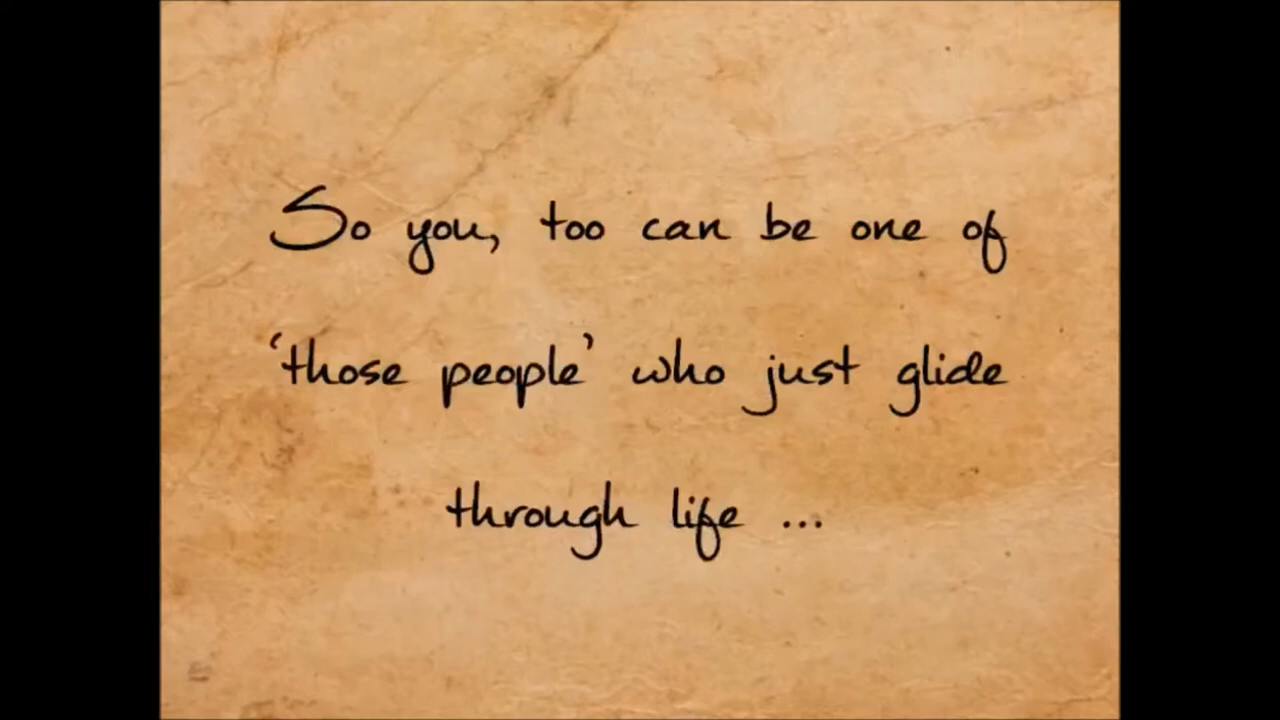 So you, too can be one of
‘those people’ who just glide
through life ...